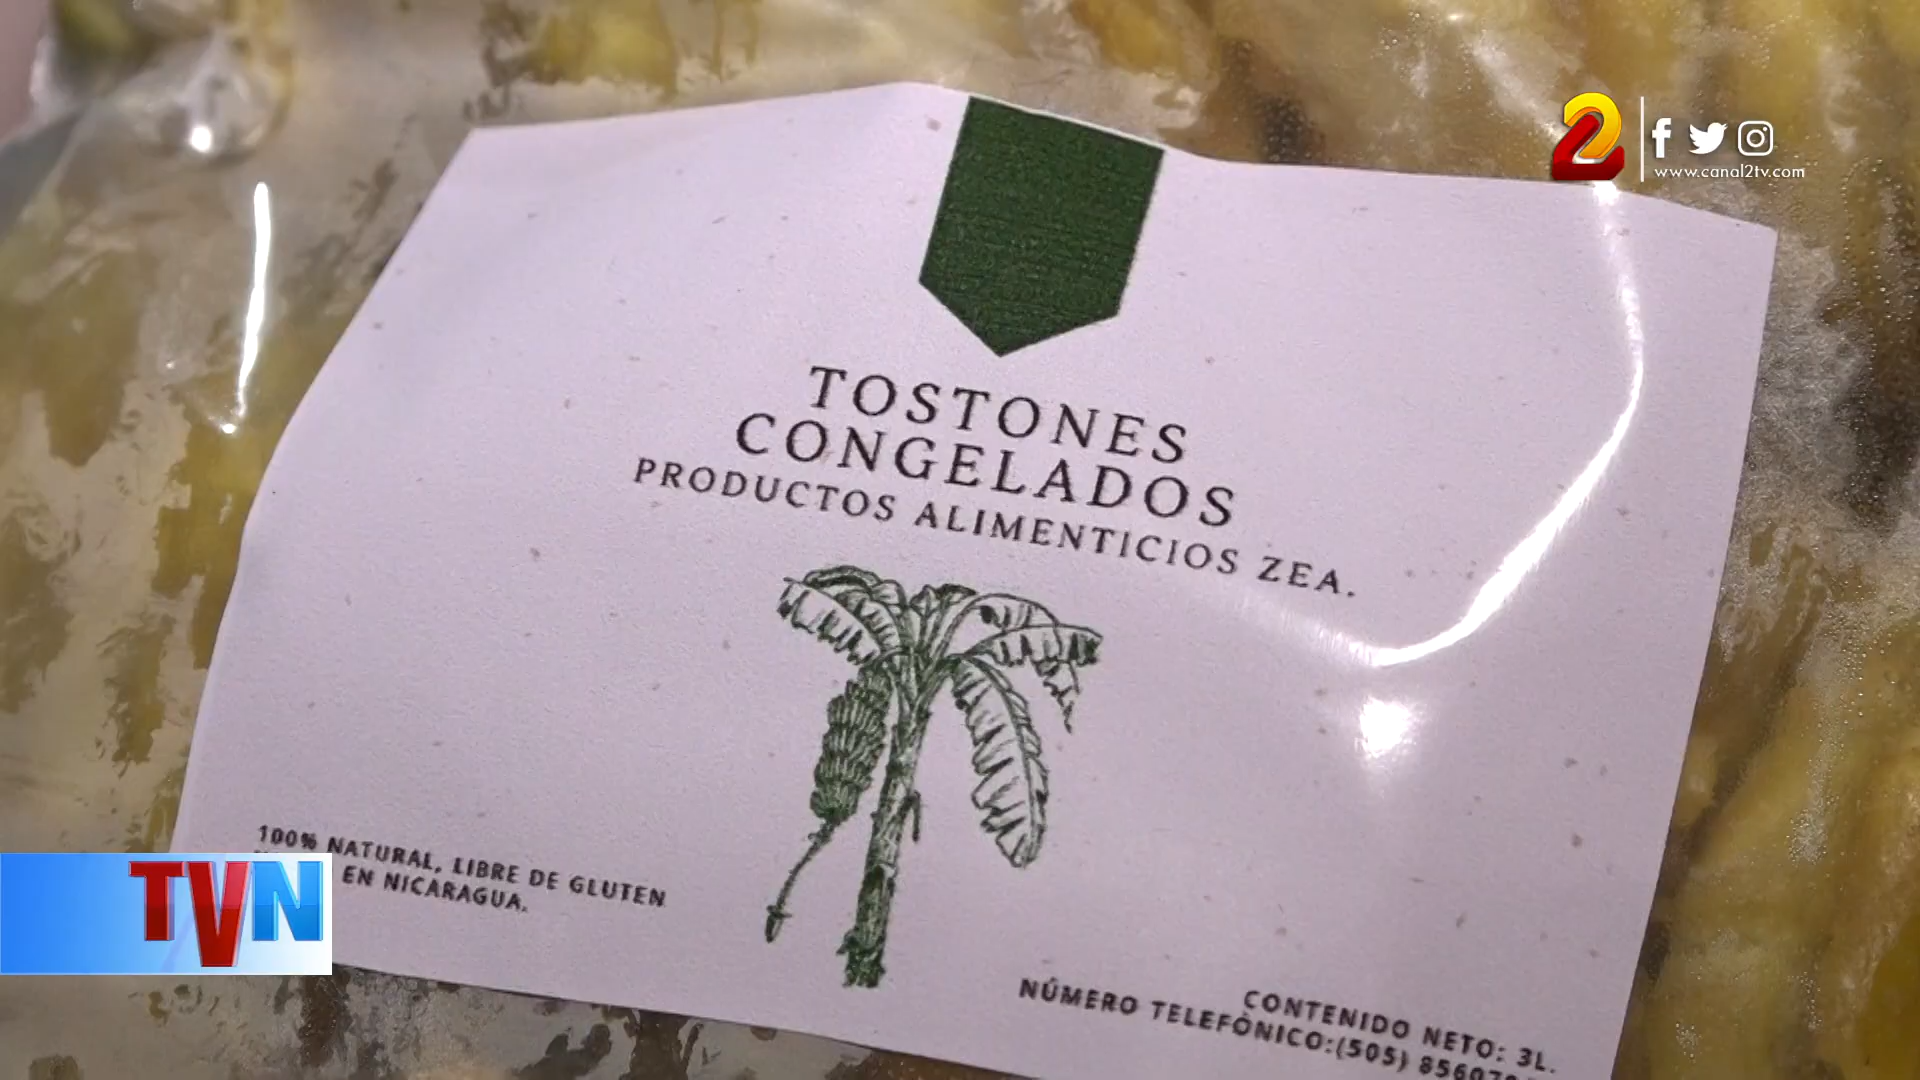 2
www.canal2tv.com
TOSTONES
CONGELADOS
PRODUCTOS ALIMENTICIOS ZEA.
100% NATURAL, LIBRE DE GLUTEN
EN NICARAGUA.
TVN
CONTENIDO NETO: 3L.
NÚMERO TELEFÒNICO:(505)